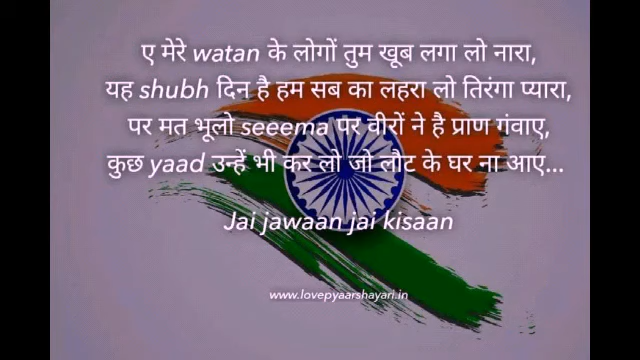 ए मेरे watan के लोगों तुम खूब लगा लो नारा,
यह shubh दिन है हम सब का लहरा लो तिरंगा प्यारा,
पर मत भूलो seeema पर वीरों ने है प्राण गंवाए,
कुछ yaad उन्हें भी कर लो जो लौट के घर ना आए...
Jai jawaan jai kisaan
www.lovepyaarshayari.in